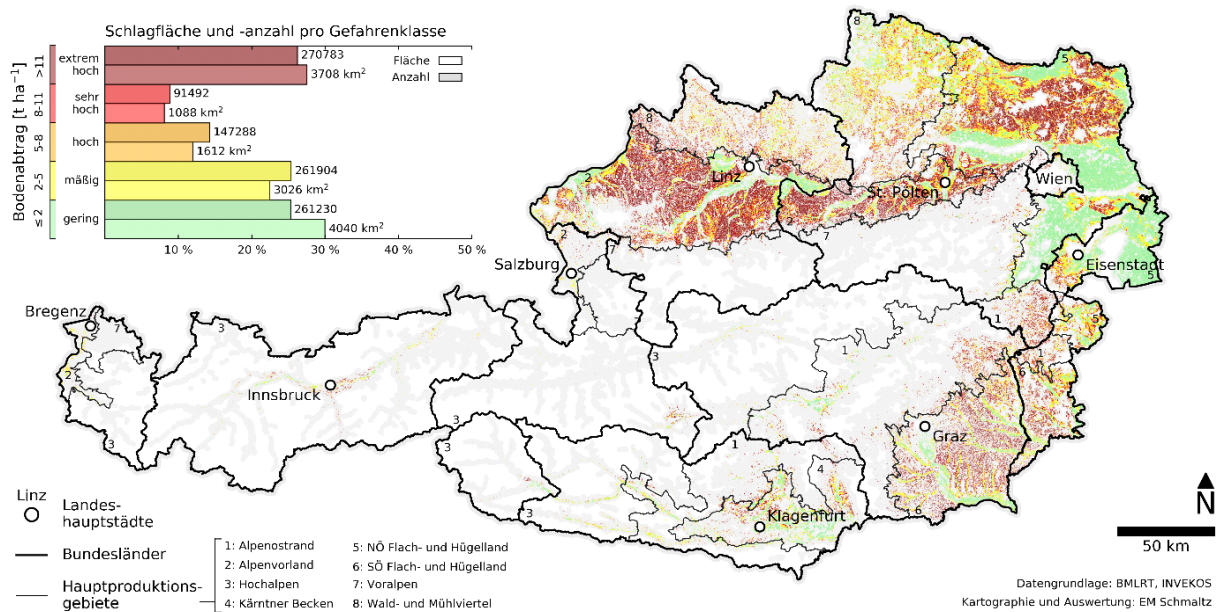 Schlagfläche und -anzahl pro Gefahrenklasse
Bodenabtrag [t ha⁻¹]
>11
extrem
hoch
270783
3708 km²
8-11
sehr
hoch
91492
1088 km²
5-8
hoch
147288
1612 km²
2-5
mäßig
261904
3026 km²
≤ 2
gering
261230
4040 km²
10 %
20 %
30 %
40 %
50 %
Fläche
Anzahl
8
5
8
2
Linz
St. Pölten
Wien
2
7
Salzburg
7
Eisenstadt
5
Bregenz
7
3
2
Innsbruck
3
3
3
3
3
1
1
2
5
1
6
Graz
1
4
Klagenfurt
6
Linz
Landes-
hauptstädte
Bundesländer
Hauptproduktions-
gebiete
1: Alpenostrand
2: Alpenvorland
3: Hochalpen
4: Kärntner Becken
5: NÖ Flach- und Hügelland
6: SÖ Flach- und Hügelland
7: Voralpen
8: Wald- und Mühlviertel
N
50 km
Datengrundlage: BMLRT, INVEKOS
Kartographie und Auswertung: EM Schmaltz